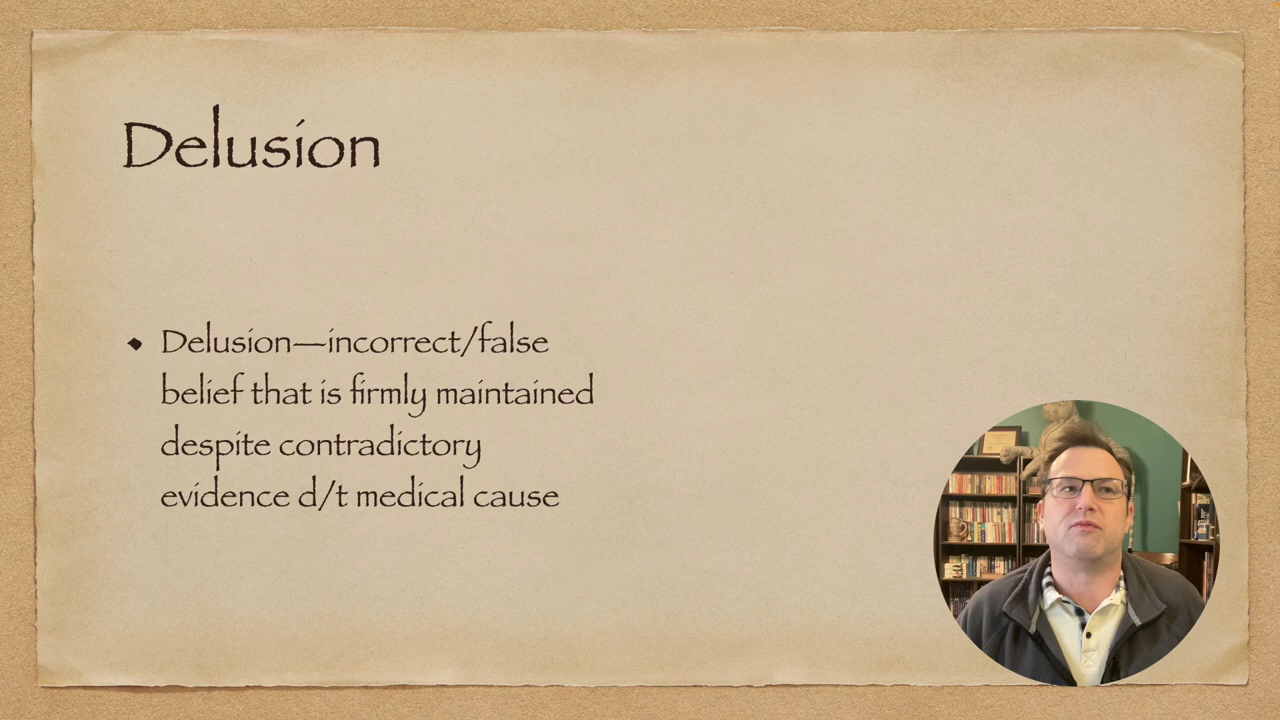 Delusion
Delusion—incorrect/false
belief that is firmly maintained
despite contradictory
evidence d/t medical cause